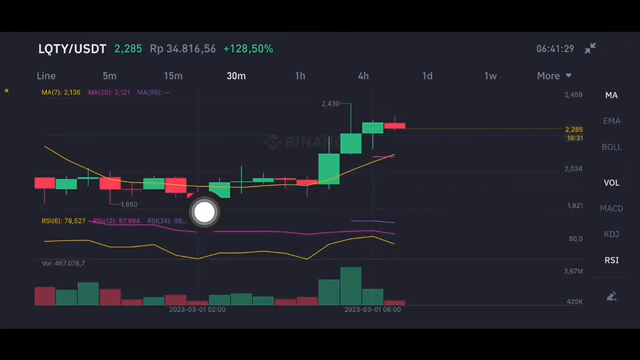 LQTY/USDT 2,285 Rp 34.816,56 +128,50% 06:41:29
Line 5m 15m 30m 1h 4h 1d 1w More
MA(7): 2,136 MA(25): 2,121 MA(99): --
MA
EMA
BOLL
VOL
MACD
KDJ
RSI
2,459
2,430
2,285
18:31
2,034
1,850
1,821
RSI(6): 78,527 RSI(12): 87,994 RSI(24): 98,
80,0
Vol: 467.076,7
3,67M
425K
2023-03-01 02:00 2023-03-01 06:00